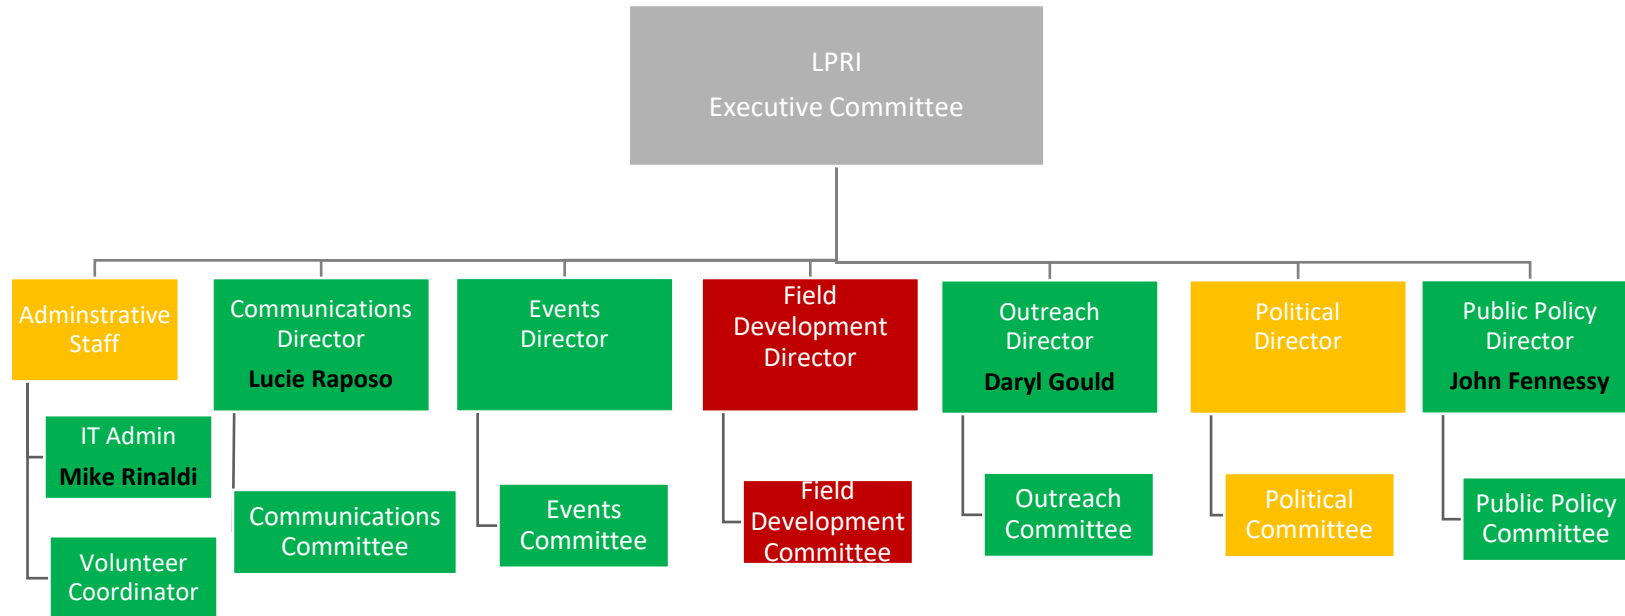 LPRI
Executive Committee
Adminstrative
Staff
Communications
Director
Lucie Raposo
Events
Director
Field
Development
Director
Outreach
Director
Daryl Gould
Political
Director
Public Policy
Director
John Fennessy
IT Admin
Mike Rinaldi
Volunteer
Coordinator
Communications
Committee
Events
Committee
Field
Development
Committee
Outreach
Committee
Political
Committee
Public Policy
Committee